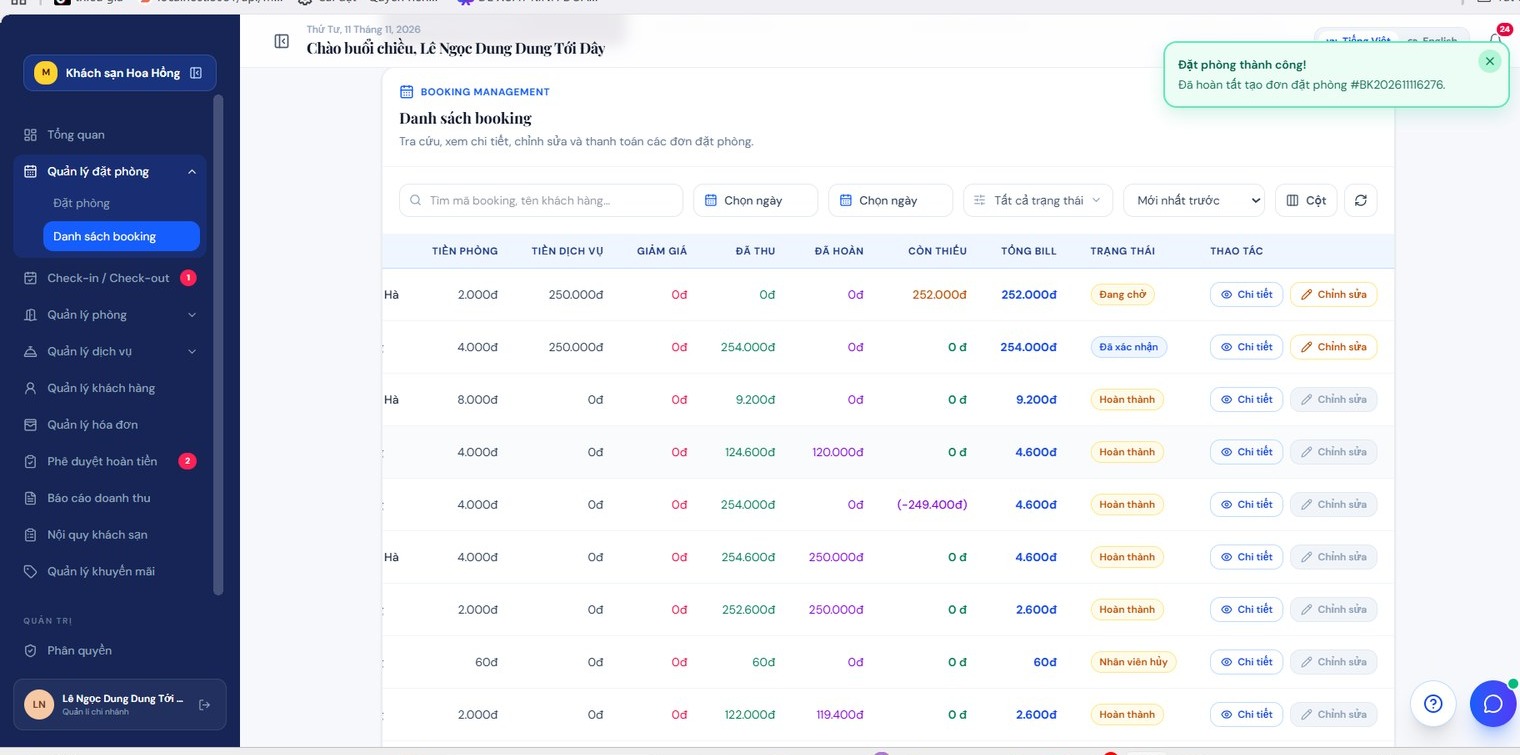 Thứ Tư, 11 Tháng 11, 2026
Chào buổi chiều, Lê Ngọc Dung Dung Tới Đây
Tiếng Việt English
24
Đặt phòng thành công!
Đã hoàn tất tạo đơn đặt phòng #BK202611116276.
M Khách sạn Hoa Hồng
Tổng quan
Quản lý đặt phòng
Đặt phòng
Danh sách booking
Check-in / Check-out 1
Quản lý phòng
Quản lý dịch vụ
Quản lý khách hàng
Quản lý hóa đơn
Phê duyệt hoàn tiền 2
Báo cáo doanh thu
Nội quy khách sạn
Quản lý khuyến mãi
QUẢN TRỊ
Phân quyền
LN Lê Ngọc Dung Dung Tới ...
Quản lí chi nhánh
BOOKING MANAGEMENT
Danh sách booking
Tra cứu, xem chi tiết, chỉnh sửa và thanh toán các đơn đặt phòng.
Tìm mã booking, tên khách hàng... Chọn ngày Chọn ngày Tất cả trạng thái Mới nhất trước Cột
TIỀN PHÒNG TIỀN DỊCH VỤ GIẢM GIÁ ĐÃ THU ĐÃ HOÀN CÒN THIẾU TỔNG BILL TRẠNG THÁI THAO TÁC
Hà 2.000đ 250.000đ 0đ 0đ 0đ 252.000đ 252.000đ Đang chờ Chi tiết Chỉnh sửa
4.000đ 250.000đ 0đ 254.000đ 0đ 0 đ 254.000đ Đã xác nhận Chi tiết Chỉnh sửa
Hà 8.000đ 0đ 0đ 9.200đ 0đ 0 đ 9.200đ Hoàn thành Chi tiết Chỉnh sửa
4.000đ 0đ 0đ 124.600đ 120.000đ 0 đ 4.600đ Hoàn thành Chi tiết Chỉnh sửa
4.000đ 0đ 0đ 254.000đ 0đ (-249.400đ) 4.600đ Hoàn thành Chi tiết Chỉnh sửa
Hà 4.000đ 0đ 0đ 254.600đ 250.000đ 0 đ 4.600đ Hoàn thành Chi tiết Chỉnh sửa
2.000đ 0đ 0đ 252.600đ 250.000đ 0 đ 2.600đ Hoàn thành Chi tiết Chỉnh sửa
60đ 0đ 0đ 60đ 0đ 0 đ 60đ Nhân viên hủy Chi tiết Chỉnh sửa
2.000đ 0đ 0đ 122.000đ 119.400đ 0 đ 2.600đ Hoàn thành Chi tiết Chỉnh sửa